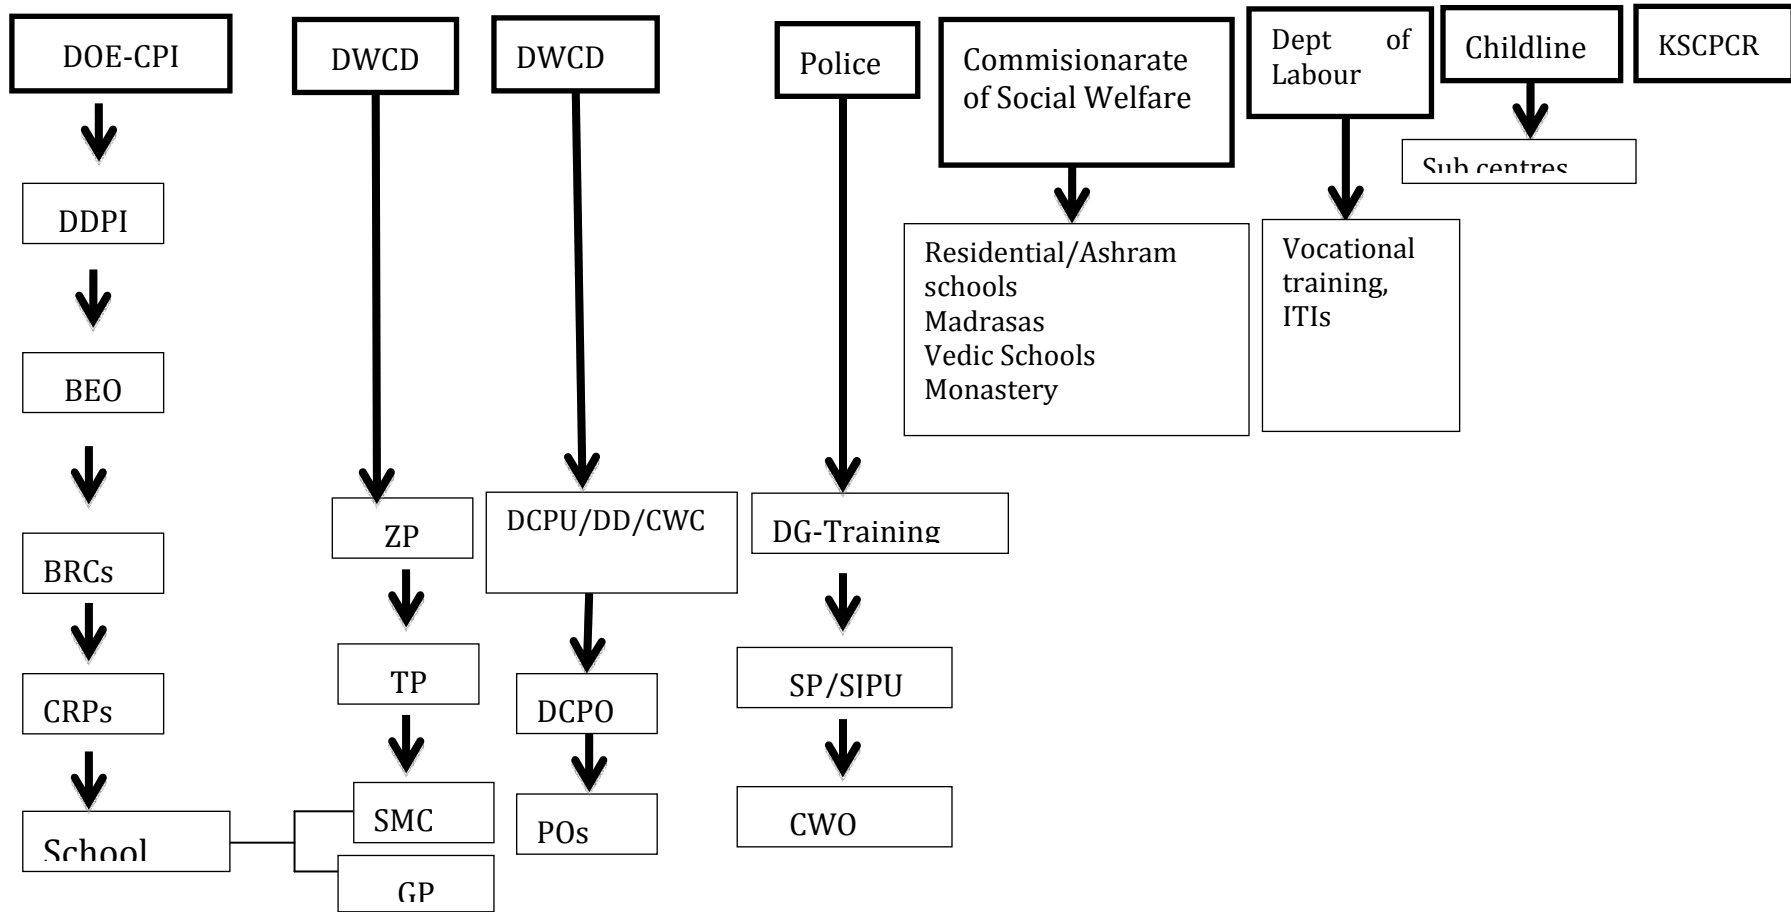 DOE-CPI
DWCD
DWCD
Police
Commisionarate
of Social Welfare
Dept of
Labour
Childline
KSCPCR
Sub centres
DDPI
Residential/Ashram
schools
Madrasas
Vedic Schools
Monastery
Vocational
training,
ITIs
BEO
ZP
DCPU/DD/CWC
DG-Training
BRCs
TP
DCPO
SP/SJPU
CRPs
SMC
POs
CWO
School
GP